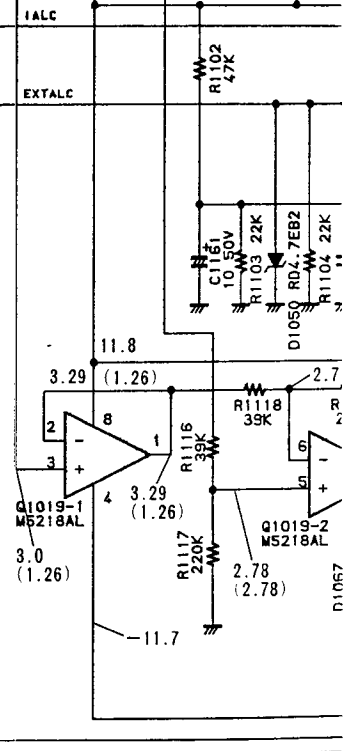 IALC
R1102
47K
EXTALC
C1161
10 50V
+
R1103 22K
D1050 RD4.7EB2
R1104 22K
11.8
3.29 (1.26)
2.7
8
2
-
3
+
1
4
Q1019-1
M5218AL
3.29
(1.26)
3.0
(1.26)
R1118
39K
R
2
R1116
39K
6
-
5
+
Q1019-2
M5218AL
R1117
220K
2.78
(2.78)
D1067
-11.7